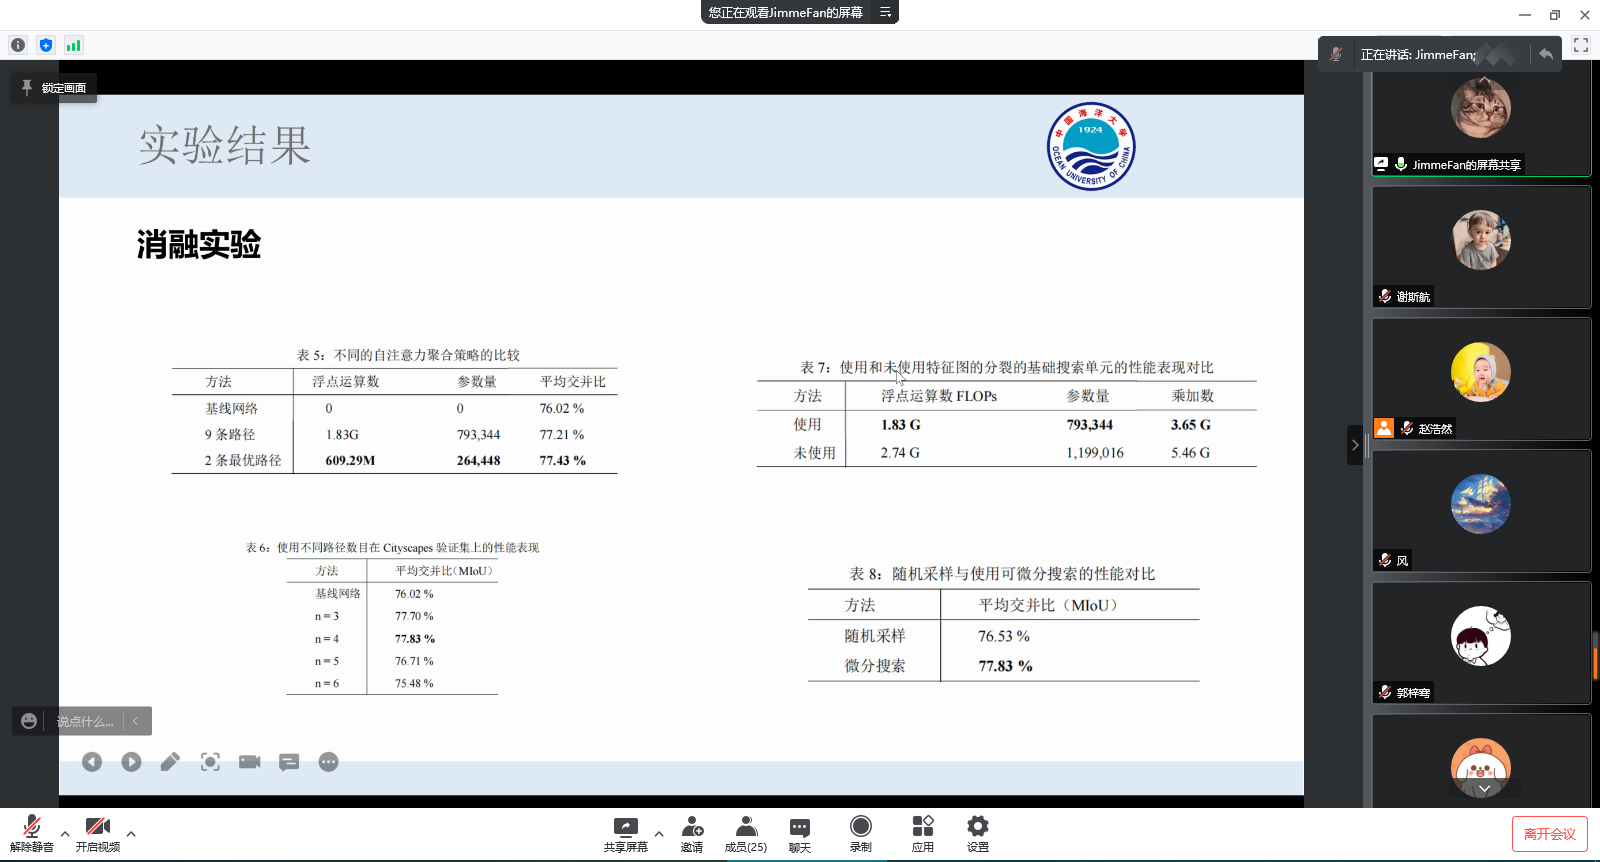 您正在观看JimmeFan的屏幕
正在讲话: JimmeFan;
锁定画面
实验结果
中国海洋大学
1924
OCEAN UNIVERSITY OF CHINA
消融实验
表 5：不同的自注意力聚合策略的比较
方法 浮点运算数 参数量 平均交并比
基线网络 0 0 76.02 %
9 条路径 1.83G 793,344 77.21 %
2 条最优路径 609.29M 264,448 77.43 %
表 7：使用和未使用特征图的分裂的基础搜索单元的性能表现对比
方法 浮点运算数 FLOPs 参数量 乘加数
使用 1.83 G 793,344 3.65 G
未使用 2.74 G 1,199,016 5.46 G
表 6：使用不同路径数目在 Cityscapes 验证集上的性能表现
方法 平均交并比（MIoU）
基线网络 76.02 %
n = 3 77.70 %
n = 4 77.83 %
n = 5 76.71 %
n = 6 75.48 %
表 8：随机采样与使用可微分搜索的性能对比
方法 平均交并比（MIoU）
随机采样 76.53 %
微分搜索 77.83 %
说点什么...
JimmeFan的屏幕共享
谢斯航
赵浩然
风
郭梓骞
解除静音
开启视频
共享屏幕
邀请
成员(25)
聊天
录制
应用
设置
离开会议